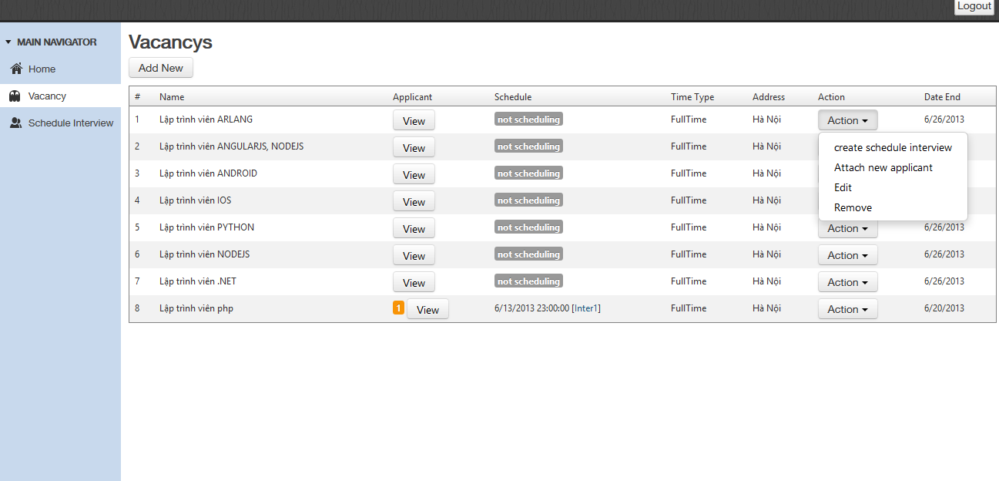 Logout
MAIN NAVIGATOR
Home
Vacancy
Schedule Interview
Vacancys
Add New
# Name Applicant Schedule Time Type Address Action Date End
1 Lập trình viên ARLANG View not scheduling FullTime Hà Nội Action 6/26/2013
2 Lập trình viên ANGULARJS, NODEJS View not scheduling FullTime Hà Nội
3 Lập trình viên ANDROID View not scheduling FullTime Hà Nội
4 Lập trình viên IOS View not scheduling FullTime Hà Nội
create schedule interview
Attach new applicant
Edit
Remove
5 Lập trình viên PYTHON View not scheduling FullTime Hà Nội Action 6/26/2013
6 Lập trình viên NODEJS View not scheduling FullTime Hà Nội Action 6/26/2013
7 Lập trình viên .NET View not scheduling FullTime Hà Nội Action 6/26/2013
8 Lập trình viên php 1 View 6/13/2013 23:00:00 [Inter1] FullTime Hà Nội Action 6/20/2013